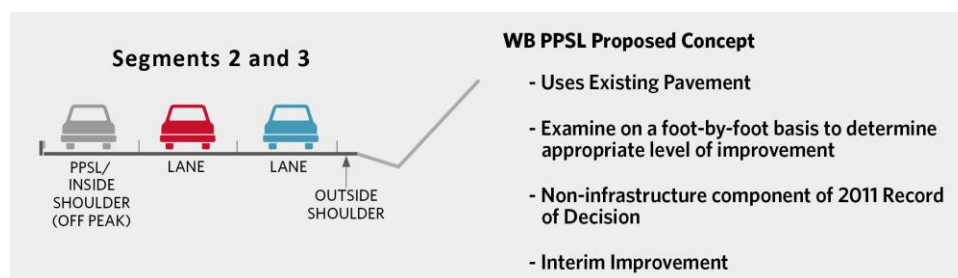 Segments 2 and 3
PPSL/
INSIDE
SHOULDER
(OFF PEAK)
LANE
LANE
OUTSIDE
SHOULDER
WB PPSL Proposed Concept
- Uses Existing Pavement
- Examine on a foot-by-foot basis to determine
appropriate level of improvement
- Non-infrastructure component of 2011 Record
of Decision
- Interim Improvement